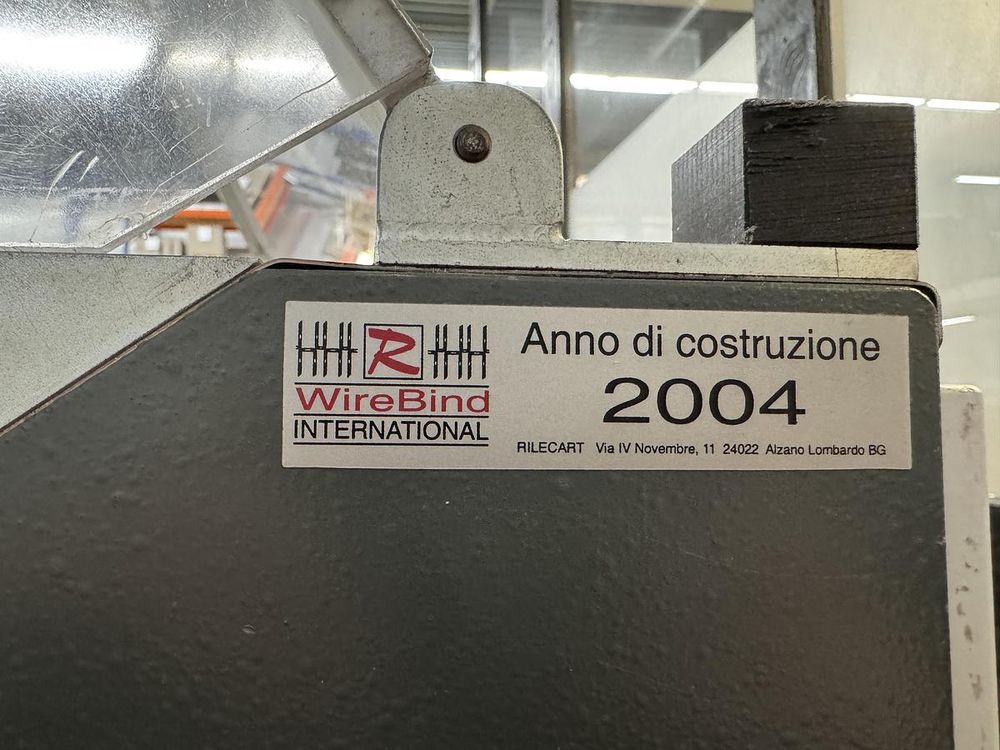 R
WireBind
INTERNATIONAL
Anno di costruzione
2004
RILECART Via IV Novembre, 11 24022 Alzano Lombardo BG